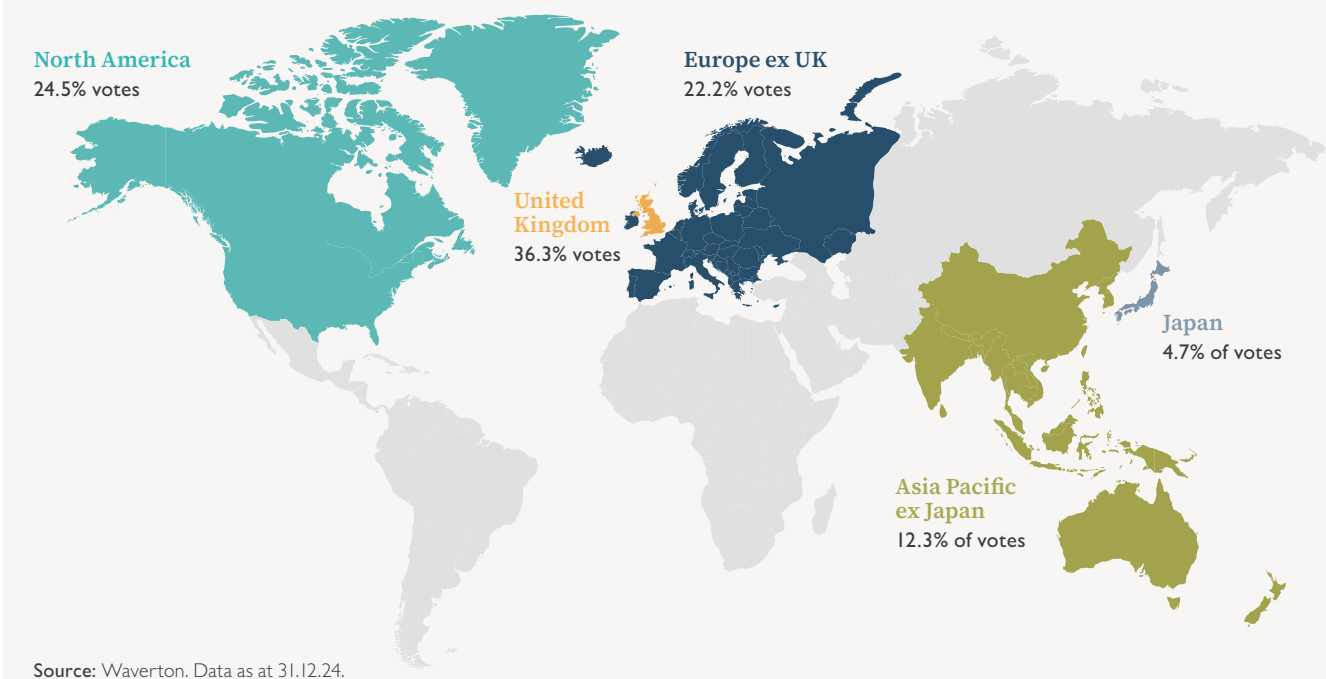 North America
24.5% votes
Europe ex UK
22.2% votes
United
Kingdom
36.3% votes
Japan
4.7% of votes
Asia Pacific
ex Japan
12.3% of votes
Source: Waverton. Data as at 31.12.24.